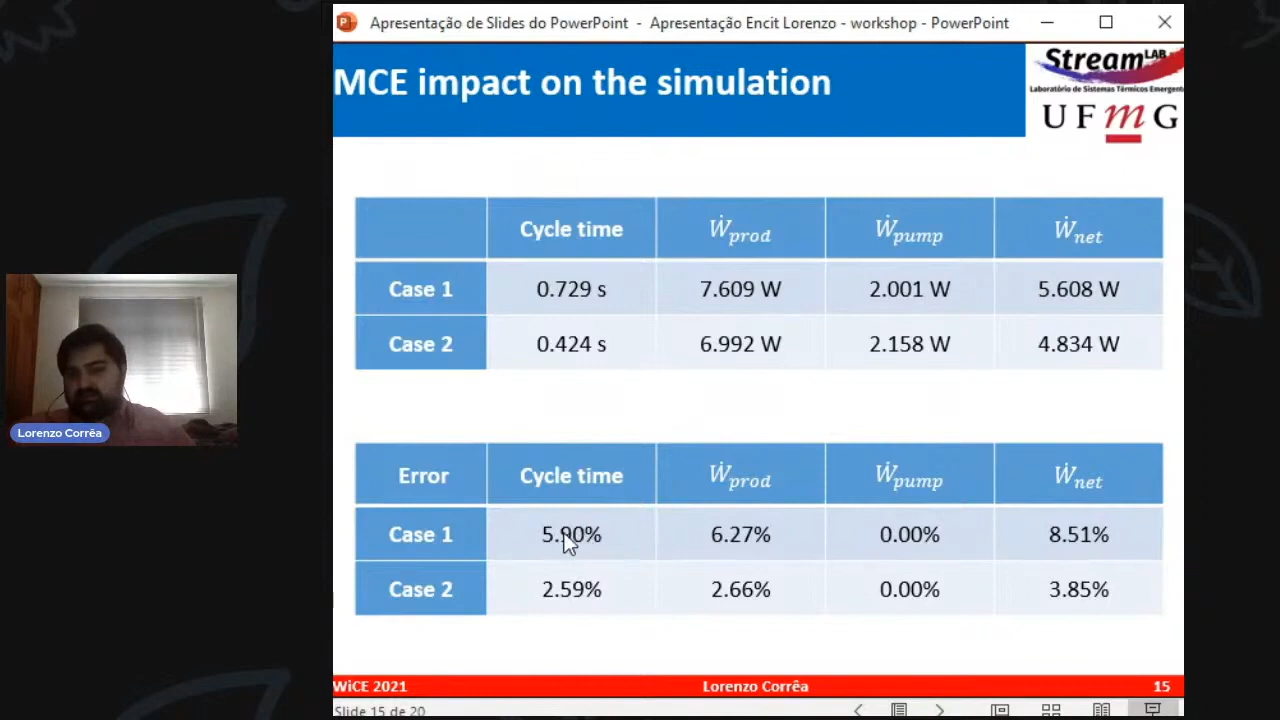 Apresentação de Slides do PowerPoint - Apresentação Encit Lorenzo - workshop - PowerPoint
MCE impact on the simulation
Stream LAB
Laboratório de Sistemas Térmicos Emergent
UFmG
Cycle time Ẇprod Ẇpump Ẇnet
Case 1 0.729 s 7.609 W 2.001 W 5.608 W
Case 2 0.424 s 6.992 W 2.158 W 4.834 W
Error Cycle time Ẇprod Ẇpump Ẇnet
Case 1 5.90% 6.27% 0.00% 8.51%
Case 2 2.59% 2.66% 0.00% 3.85%
Lorenzo Corrêa
WiCE 2021 Lorenzo Corrêa 15
Slide 15 de 20